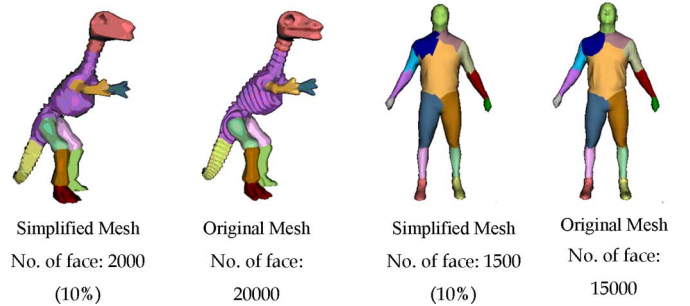 Simplified Mesh
No. of face: 2000
(10%)
Original Mesh
No. of face:
20000
Simplified Mesh
No. of face: 1500
(10%)
Original Mesh
No. of face:
15000